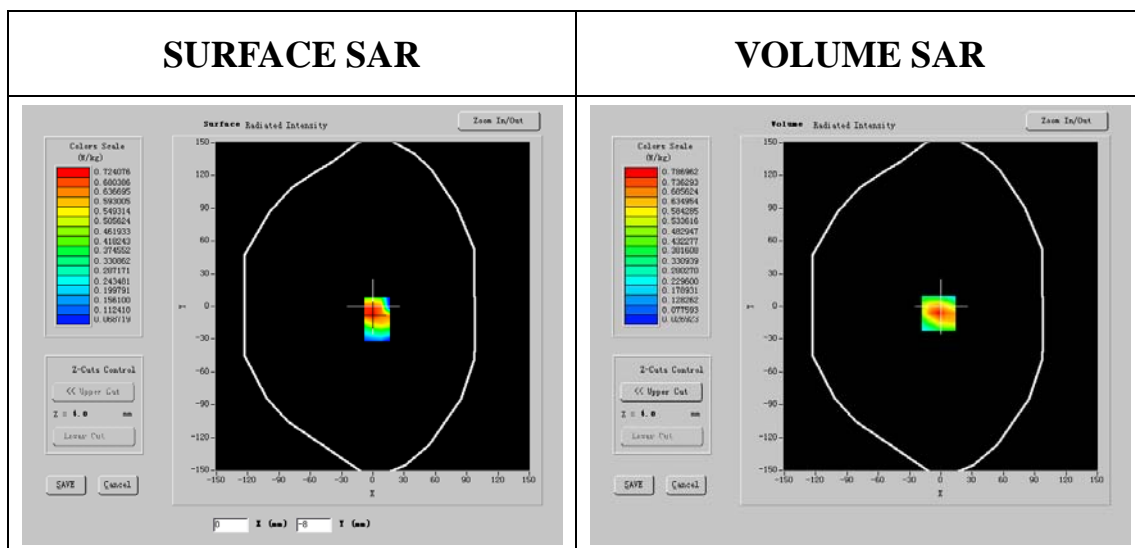 SURFACE SAR
VOLUME SAR
Surface Radiated Intensity
Zoom In/Out
Colors Scale
(W/kg)
0.724076
0.680386
0.636695
0.593005
0.549314
0.505624
0.461933
0.418243
0.374552
0.330862
0.287171
0.243481
0.199791
0.156100
0.112410
0.068719
150
120
90
60
30
0
-30
-60
-90
-120
-150
Y
-150 -120 -90 -60 -30 0 30 60 90 120 150
X
Z-Cuts Control
<< Upper Cut
Z = 4.0 mm
Lower Cut
SAVE Cancel
0 X (mm) -8 Y (mm)
Volume Radiated Intensity
Zoom In/Out
Colors Scale
(W/kg)
0.786962
0.736293
0.685624
0.634954
0.584285
0.533616
0.482947
0.432277
0.381608
0.330939
0.280270
0.229600
0.178931
0.128262
0.077593
0.026923
150
120
90
60
30
0
-30
-60
-90
-120
-150
Y
-150 -120 -90 -60 -30 0 30 60 90 120 150
X
Z-Cuts Control
<< Upper Cut
Z = 4.0 mm
Lower Cut
SAVE Cancel